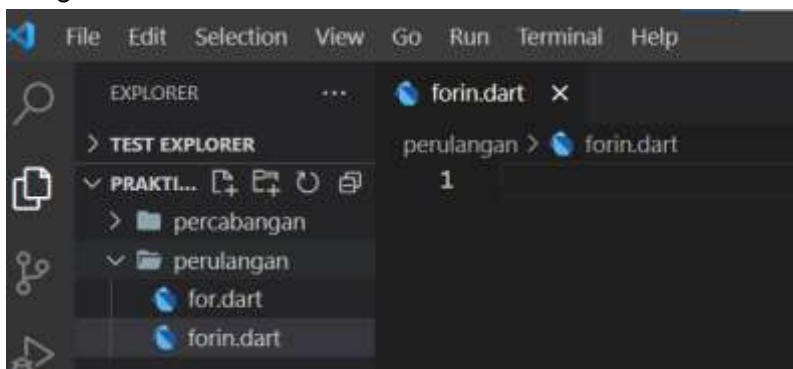 File Edit Selection View Go Run Terminal Help
EXPLORER ...
TEST EXPLORER
PRAKTI...
percabangan
perulangan
for.dart
forin.dart
forin.dart ×
perulangan > forin.dart
1